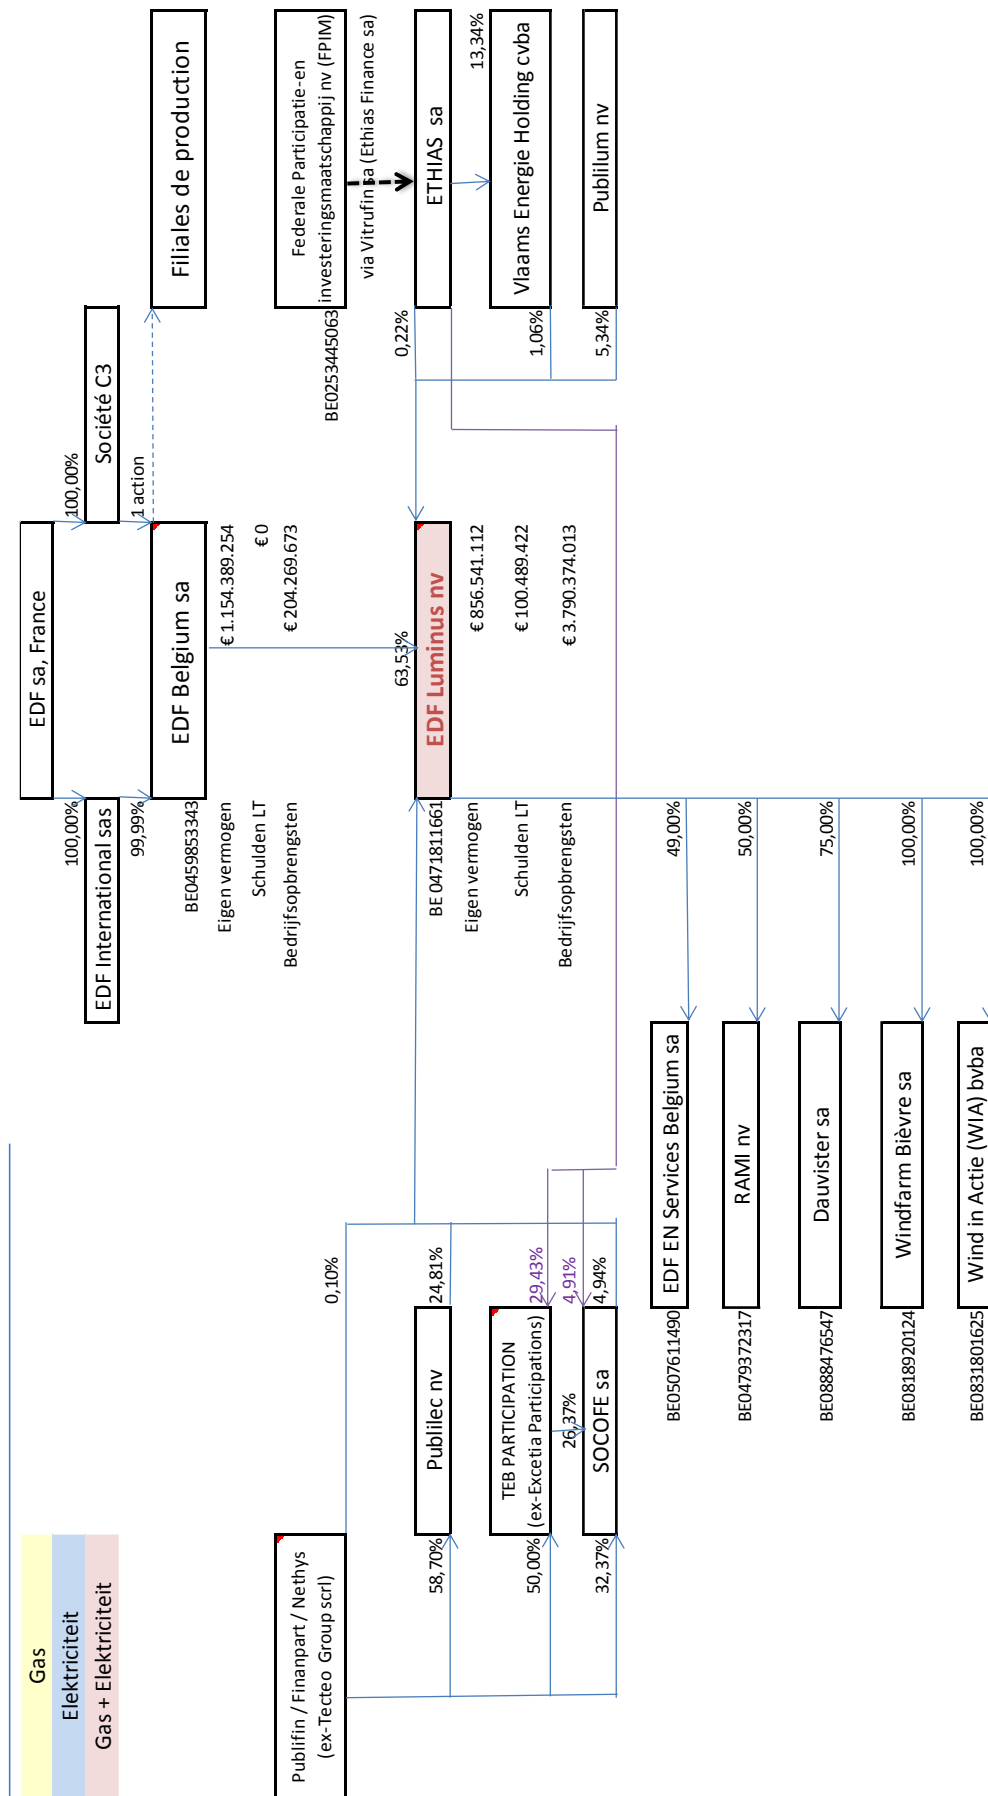 Gas
Elektriciteit
Gas + Elektriciteit
EDF sa, France
100,00%
100,00%
EDF International sas
Société C3
99,99%
1 action
BE0459853343
EDF Belgium sa
Filiales de production
Eigen vermogen
€ 1.154.389.254
Schulden LT
€ 0
Bedrijfsopbrengsten
€ 204.269.673
Publifin / Finanpart / Nethys
(ex-Tecteo Group scrl)
0,10%
BE0253445063
Federale Participatie-en
investeringsmaatschappij nv (FPIM)
via Vitrufin sa (Ethias Finance sa)
58,70%
Publilec nv
24,81%
BE 0471811661
63,53%
EDF Luminus nv
0,22%
ETHIAS sa
Eigen vermogen
€ 856.541.112
13,34%
50,00%
TEB PARTICIPATION
(ex-Excetia Participations)
29,43%
Schulden LT
€ 100.489.422
1,06%
Vlaams Energie Holding cvba
26,37%
4,91%
Bedrijfsopbrengsten
€ 3.790.374.013
32,37%
SOCOFE sa
4,94%
5,34%
Publilum nv
BE0507611490
EDF EN Services Belgium sa
49,00%
BE0479372317
RAMI nv
50,00%
BE0888476547
Dauvister sa
75,00%
BE0818920124
Windfarm Bièvre sa
100,00%
BE0831801625
Wind in Actie (WIA) bvba
100,00%